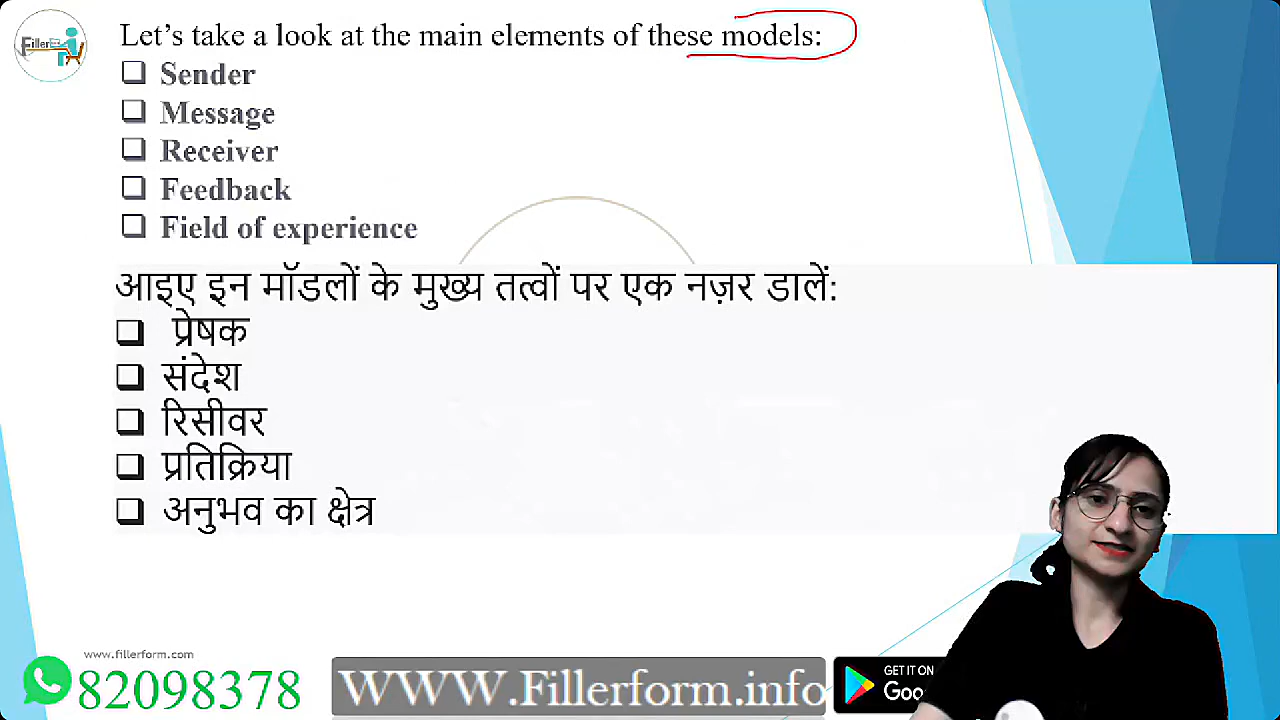 Filler
Let's take a look at the main elements of these models:
❑ Sender
❑ Message
❑ Receiver
❑ Feedback
❑ Field of experience
आइए इन मॉडलों के मुख्य तत्वों पर एक नज़र डालें:
❑ प्रेषक
❑ संदेश
❑ रिसीवर
❑ प्रतिक्रिया
❑ अनुभव का क्षेत्र
www.fillerform.com
82098378
WWW.Fillerform.info
GET IT ON
Goo